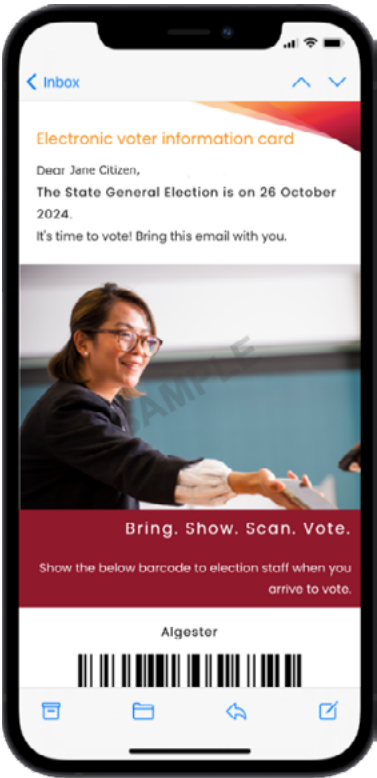 Inbox
Electronic voter information card
Dear Jane Citizen,
The State General Election is on 26 October
2024.
It's time to vote! Bring this email with you.
SAMPLE
Bring. Show. Scan. Vote.
Show the below barcode to election staff when you
arrive to vote.
Algester